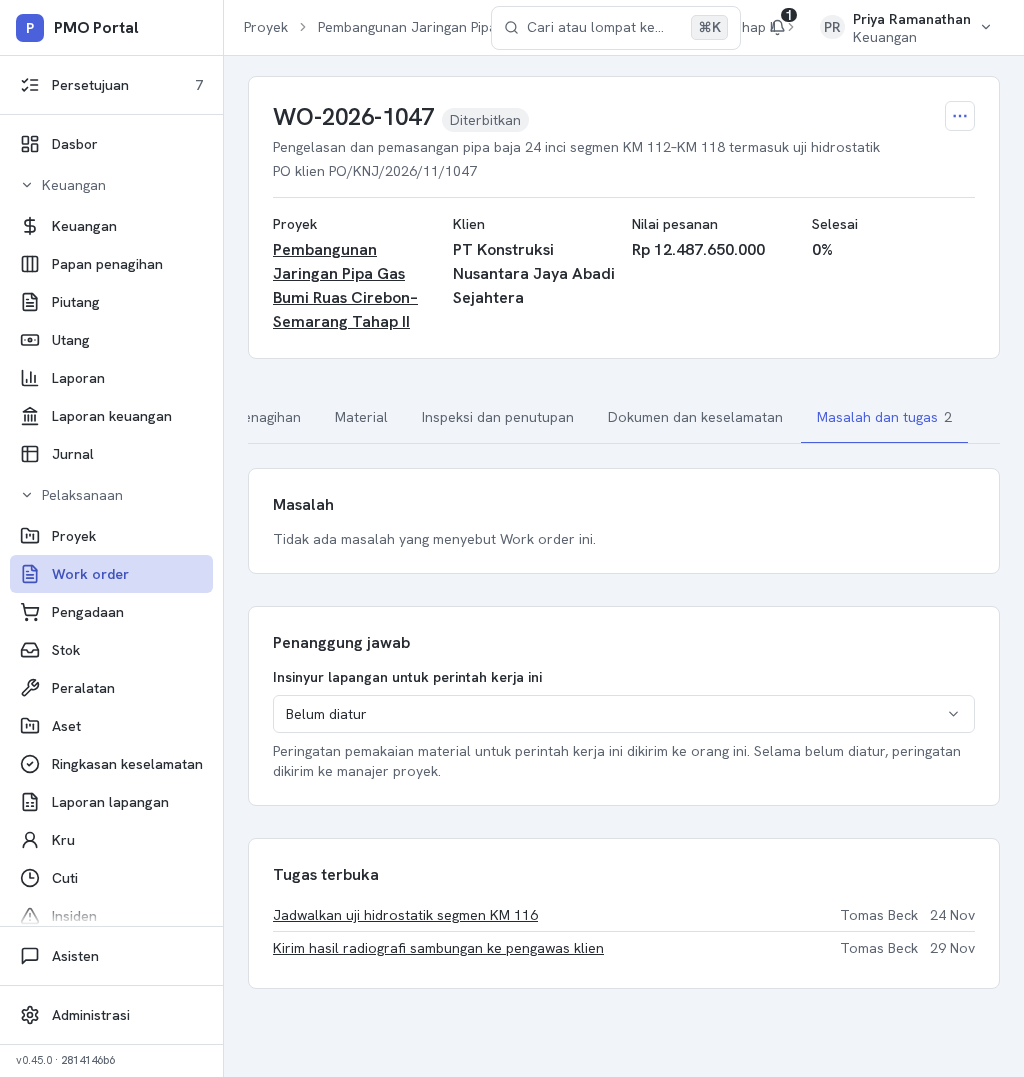 P PMO Portal
Persetujuan 7
Dasbor
Keuangan
Keuangan
Papan penagihan
Piutang
Utang
Laporan
Laporan keuangan
Jurnal
Pelaksanaan
Proyek
Work order
Pengadaan
Stok
Peralatan
Aset
Ringkasan keselamatan
Laporan lapangan
Kru
Cuti
Insiden
Asisten
Administrasi
v0.45.0 · 2814146b6
Proyek
Pembangunan Jaringan
Cari atau lompat ke...
⌘K
1
PR
Priya Ramanathan
Keuangan
WO-2026-1047 Diterbitkan
Pengelasan dan pemasangan pipa baja 24 inci segmen KM 112–KM 118 termasuk uji hidrostatik
PO klien PO/KNJ/2026/11/1047
Proyek
Pembangunan
Jaringan Pipa Gas
Bumi Ruas Cirebon–
Semarang Tahap II
Klien
PT Konstruksi
Nusantara Jaya Abadi
Sejahtera
Nilai pesanan
Rp 12.487.650.000
Selesai
0%
enagihan Material Inspeksi dan penutupan Dokumen dan keselamatan Masalah dan tugas 2
Masalah
Tidak ada masalah yang menyebut Work order ini.
Penanggung jawab
Insinyur lapangan untuk perintah kerja ini
Belum diatur
Peringatan pemakaian material untuk perintah kerja ini dikirim ke orang ini. Selama belum diatur, peringatan
dikirim ke manajer proyek.
Tugas terbuka
Jadwalkan uji hidrostatik segmen KM 116 Tomas Beck 24 Nov
Kirim hasil radiografi sambungan ke pengawas klien Tomas Beck 29 Nov